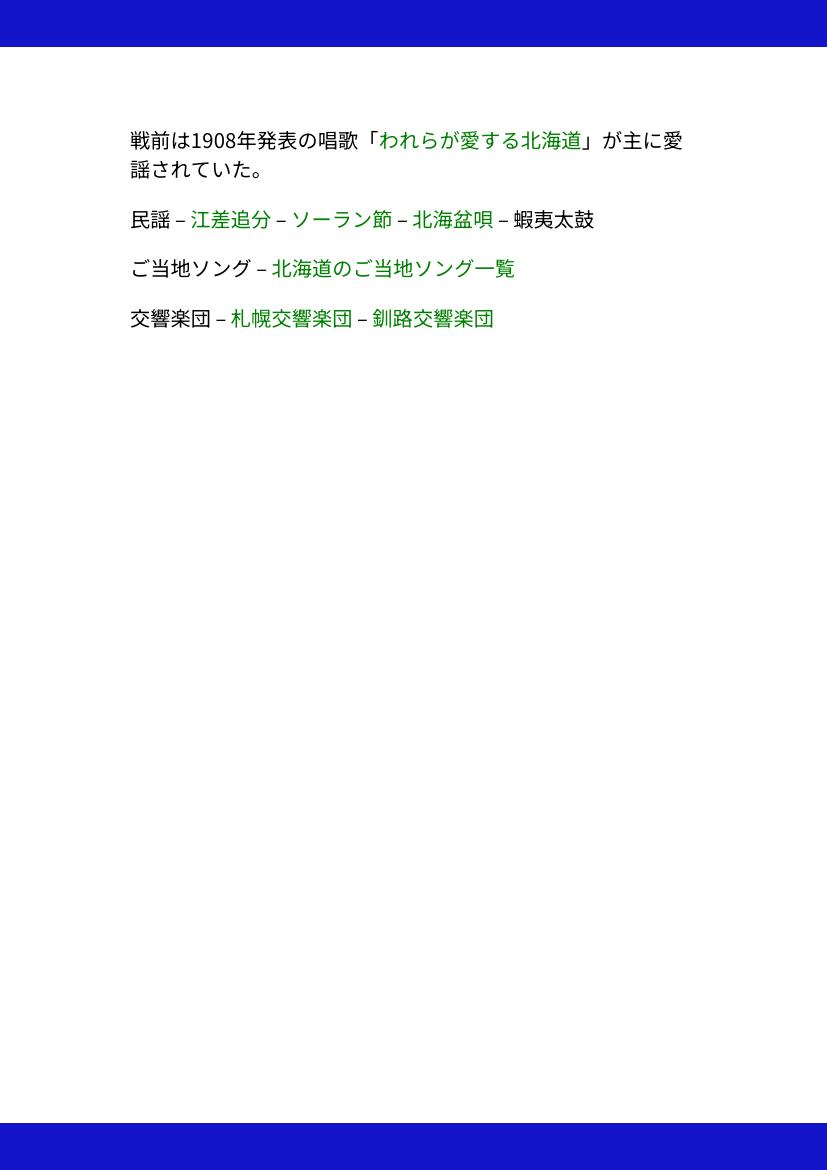 戦前は1908年発表の唱歌「われらが愛する北海道」が主に愛
謡されていた。
民謡 – 江差追分 – ソーラン節 – 北海盆唄 – 蝦夷太鼓
ご当地ソング – 北海道のご当地ソング一覧
交響楽団 – 札幌交響楽団 – 釧路交響楽団